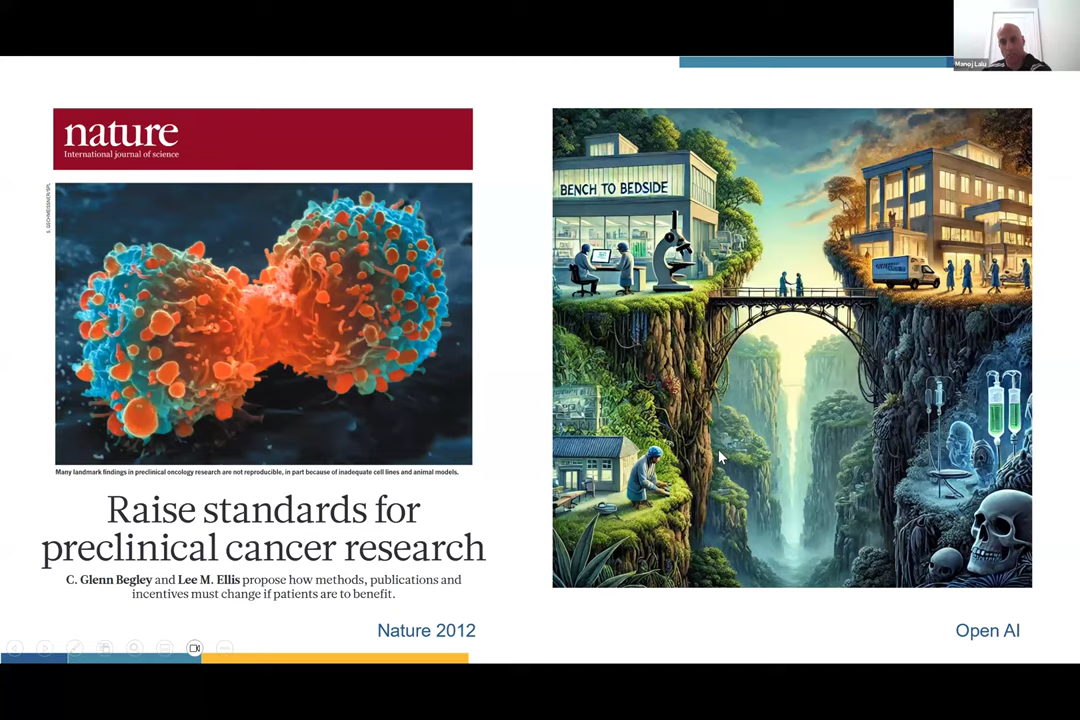 Manoj Lalu
nature
International journal of science
Many landmark findings in preclinical oncology research are not reproducible, in part because of inadequate cell lines and animal models.
Raise standards for
preclinical cancer research
C. Glenn Begley and Lee M. Ellis propose how methods, publications and
incentives must change if patients are to benefit.
Nature 2012
BENCH TO BEDSIDE
Open AI